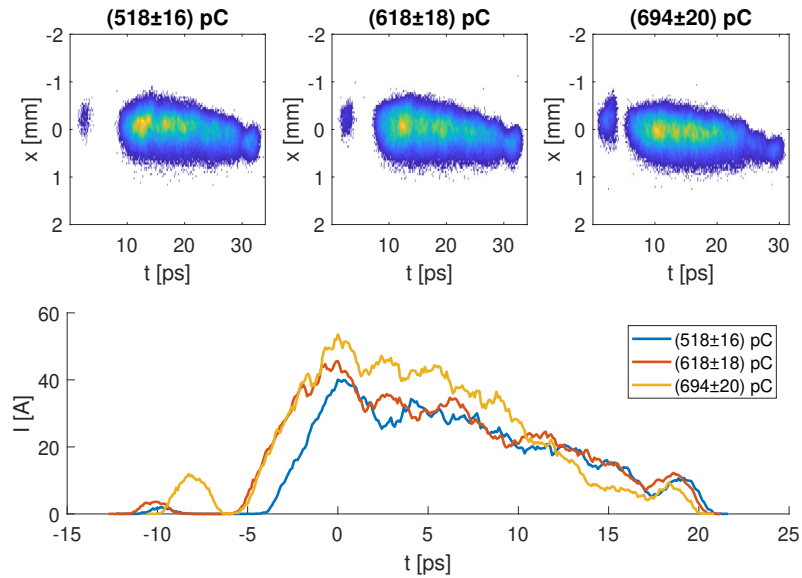 (518±16) pC (618±18) pC (694±20) pC
-2 -2 -2
-1 -1 -1
0 0 0
1 1 1
2 2 2
x [mm] x [mm] x [mm]
10 20 30 10 20 30 10 20 30
t [ps] t [ps] t [ps]
60
40
20
0
I [A]
(518±16) pC
(618±18) pC
(694±20) pC
-15 -10 -5 0 5 10 15 20 25
t [ps]